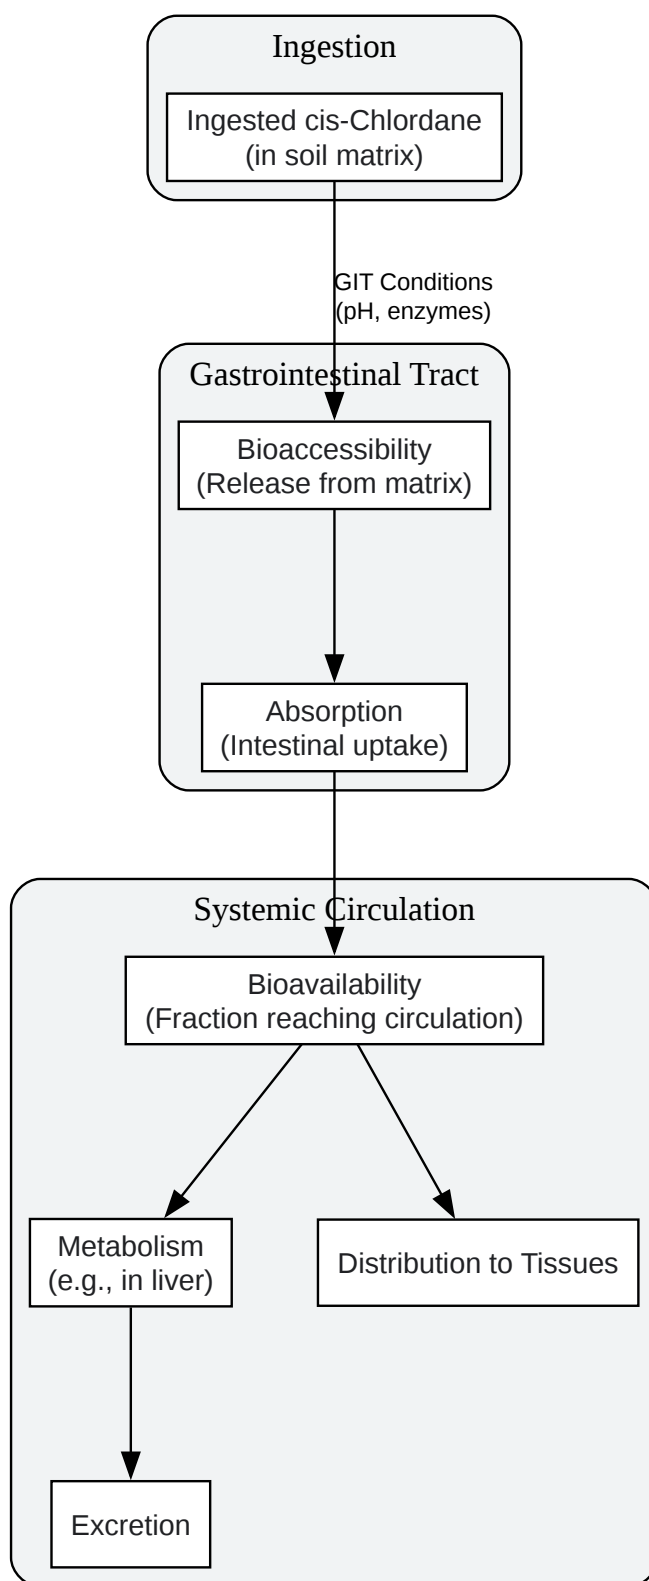 Ingestion
Ingested cis-Chlordane
(in soil matrix)
GIT Conditions
(pH, enzymes)
Gastrointestinal Tract
Bioaccessibility
(Release from matrix)
Absorption
(Intestinal uptake)
Systemic Circulation
Bioavailability
(Fraction reaching circulation)
Metabolism
(e.g., in liver)
Distribution to Tissues
Excretion